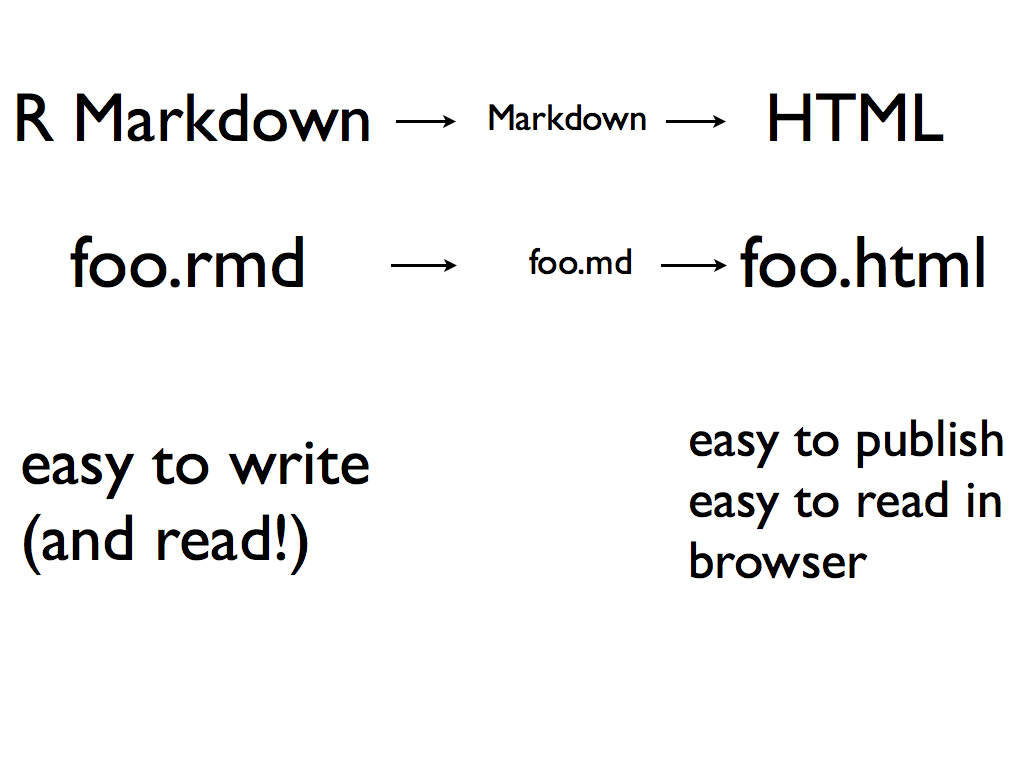 R Markdown → Markdown → HTML
foo.rmd → foo.md → foo.html
easy to write
(and read!)
easy to publish
easy to read in
browser